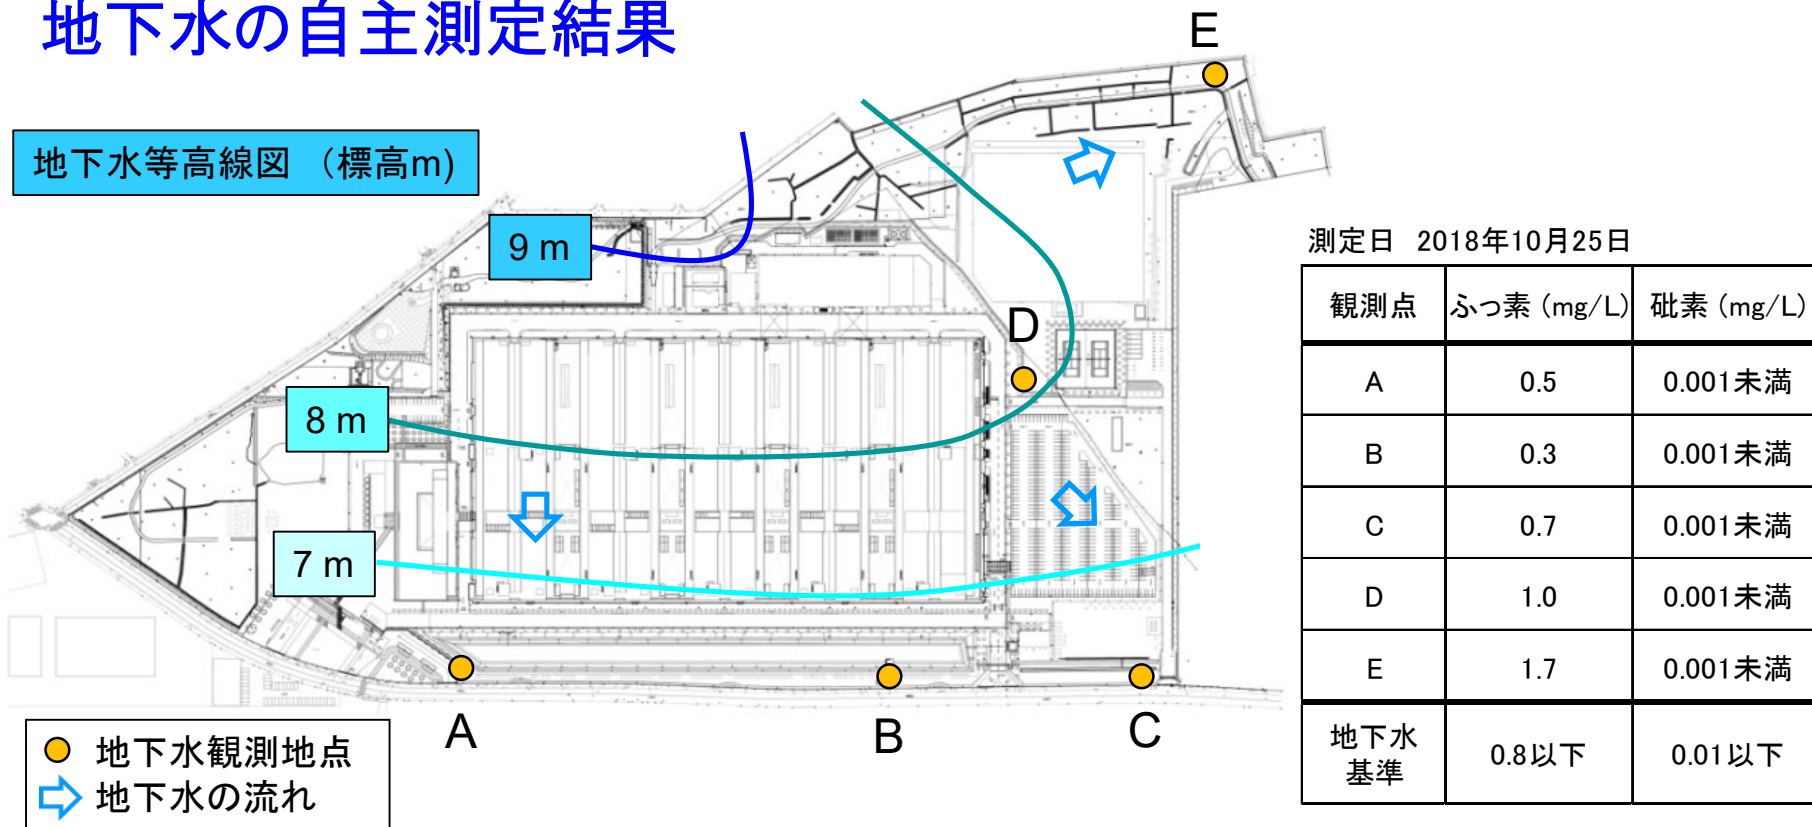 地下水の自主測定結果
E
地下水等高線図 (標高m)
9 m
D
8 m
7 m
A
B
C
地下水観測地点
地下水の流れ
測定日 2018年10月25日
観測点 ふっ素 (mg/L) 砒素 (mg/L)
A 0.5 0.001未満
B 0.3 0.001未満
C 0.7 0.001未満
D 1.0 0.001未満
E 1.7 0.001未満
地下水
基準 0.8以下 0.01以下